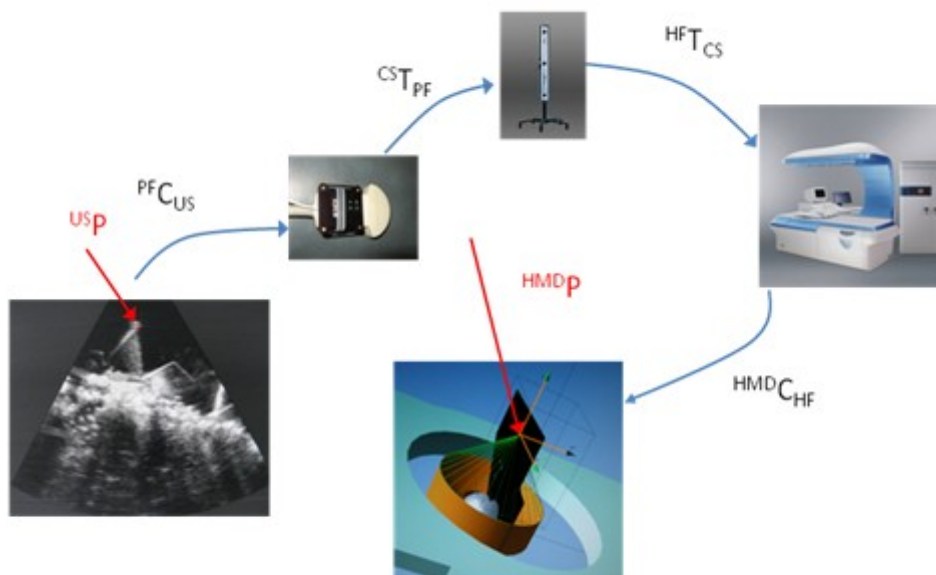 HFTCS
CSTPF
PFCUS
USP
HMDP
HMDCHF